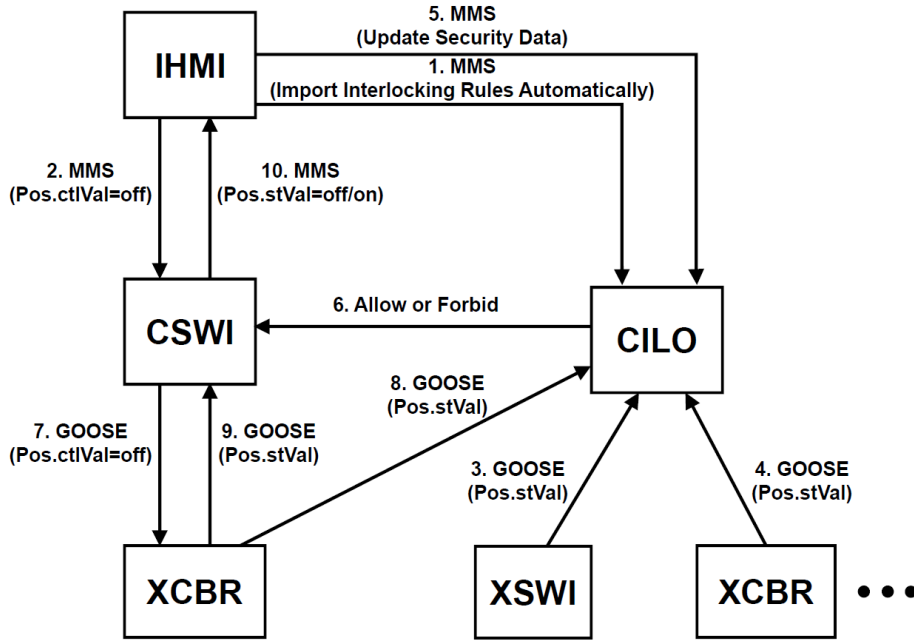 5. MMS
(Update Security Data)
IHMI
1. MMS
(Import Interlocking Rules Automatically)
2. MMS
(Pos.ctlVal=off)
10. MMS
(Pos.stVal=off/on)
CSWI
6. Allow or Forbid
CILO
7. GOOSE
(Pos.ctlVal=off)
9. GOOSE
(Pos.stVal)
8. GOOSE
(Pos.stVal)
3. GOOSE
(Pos.stVal)
4. GOOSE
(Pos.stVal)
XCBR
XSWI
XCBR